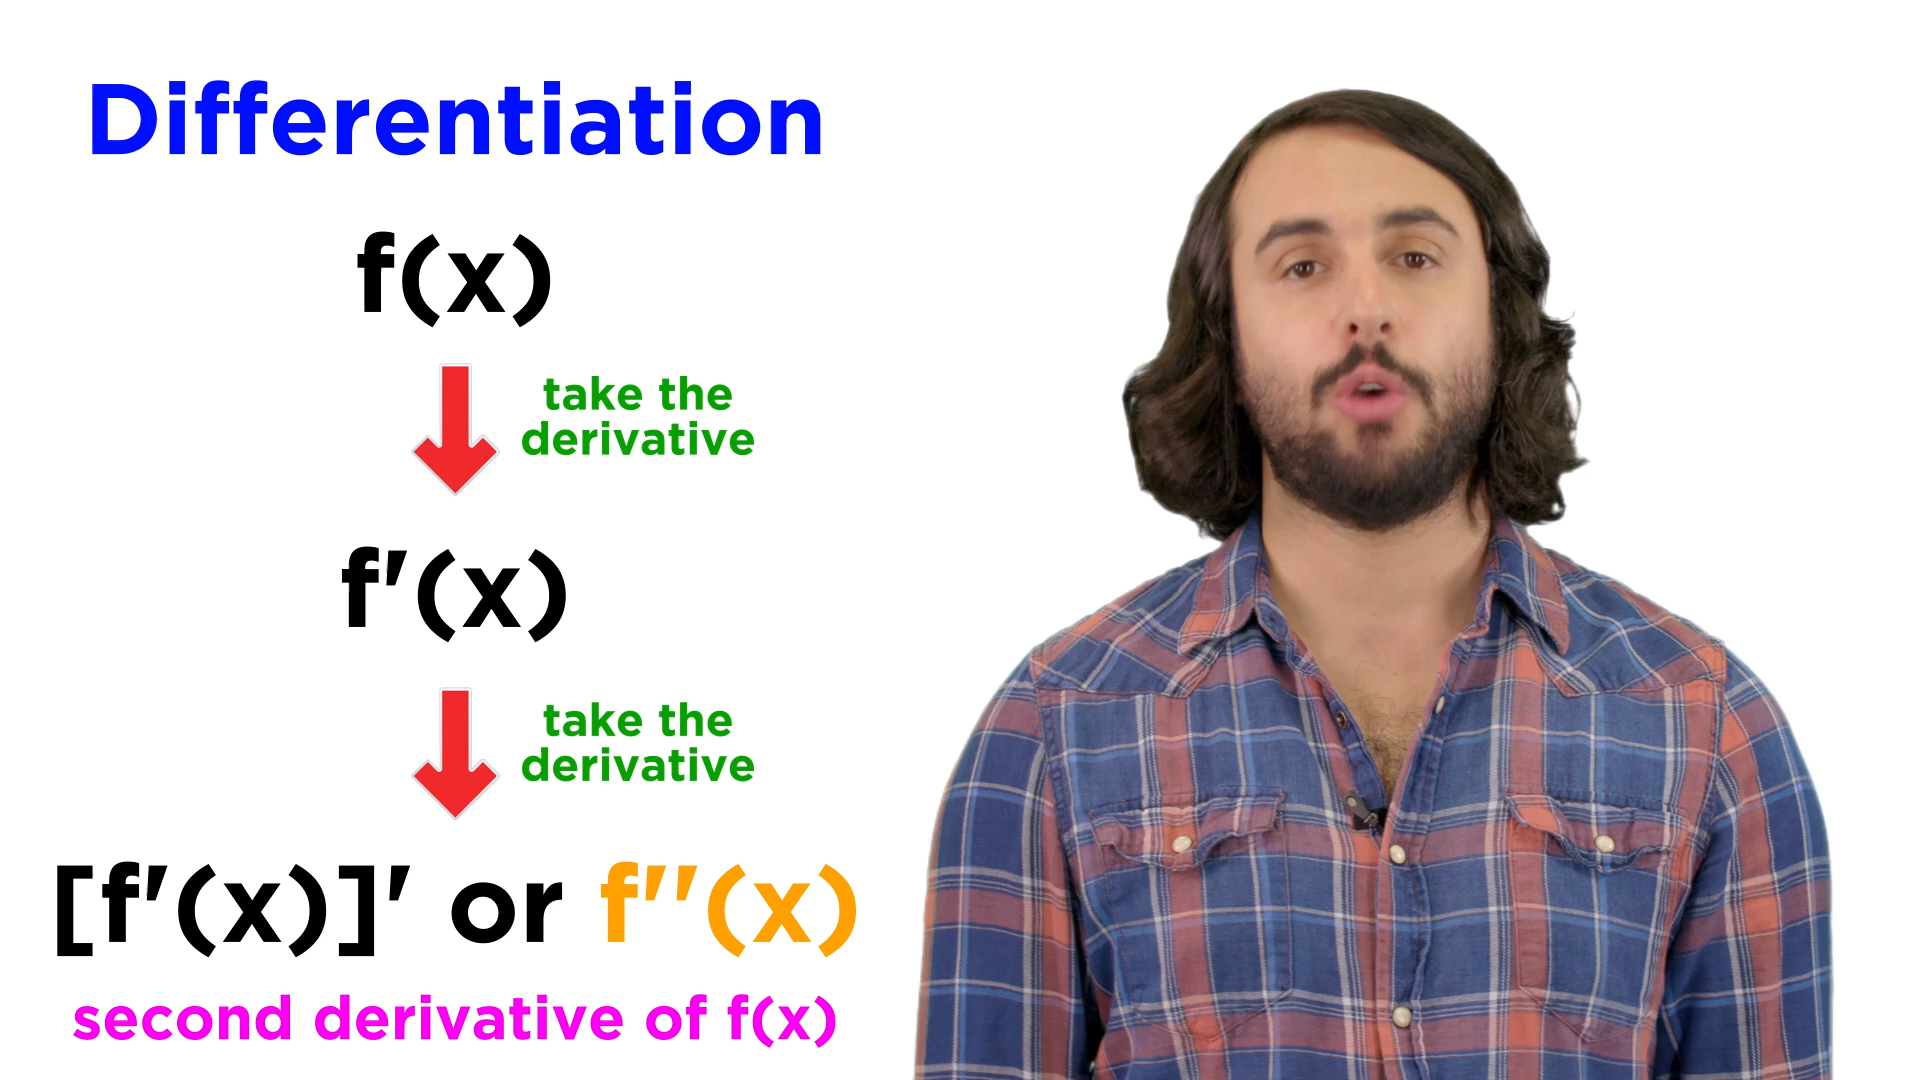 Differentiation
f(x)
take the
derivative
f'(x)
take the
derivative
[f'(x)]' or f''(x)
second derivative of f(x)